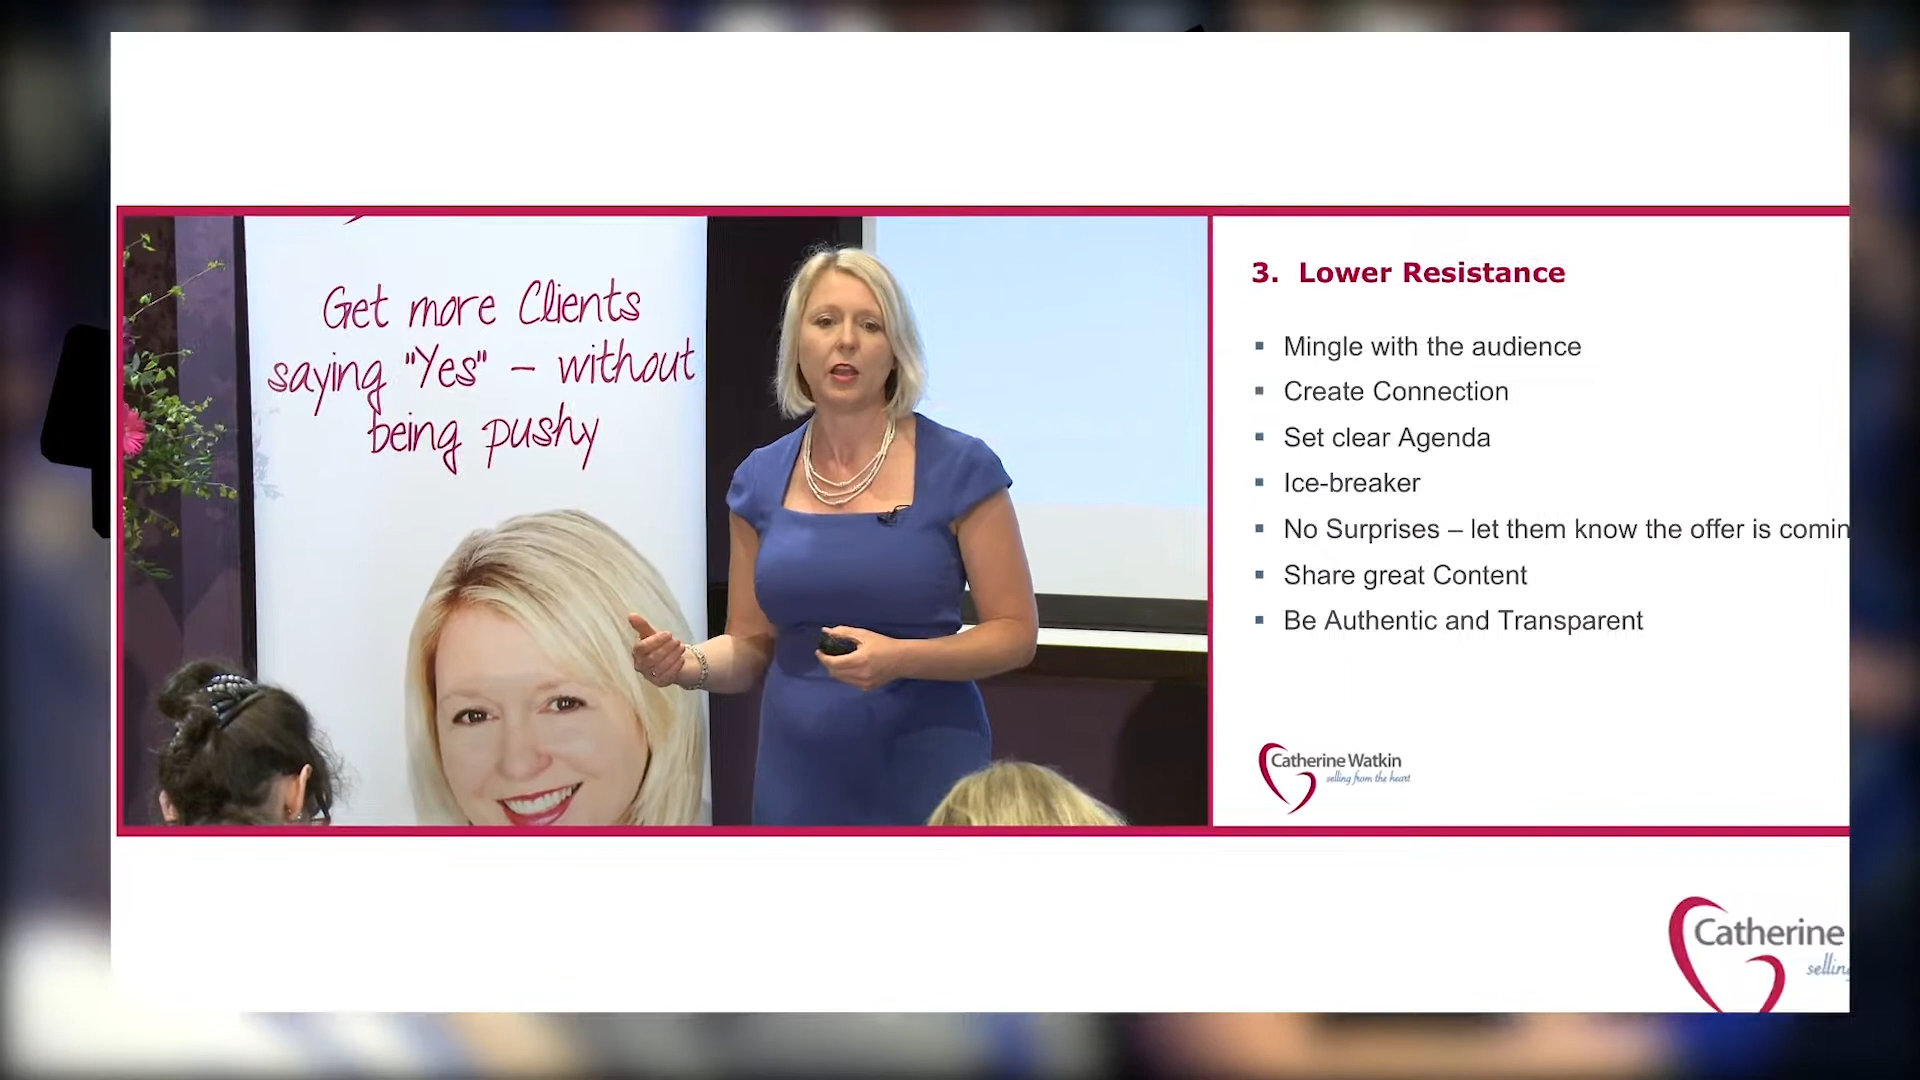 Get more Clients
saying "Yes" – without
being pushy
3. Lower Resistance
▪ Mingle with the audience
▪ Create Connection
▪ Set clear Agenda
▪ Ice-breaker
▪ No Surprises – let them know the offer is comin
▪ Share great Content
▪ Be Authentic and Transparent
Catherine Watkin
selling from the heart
Catherine
selling